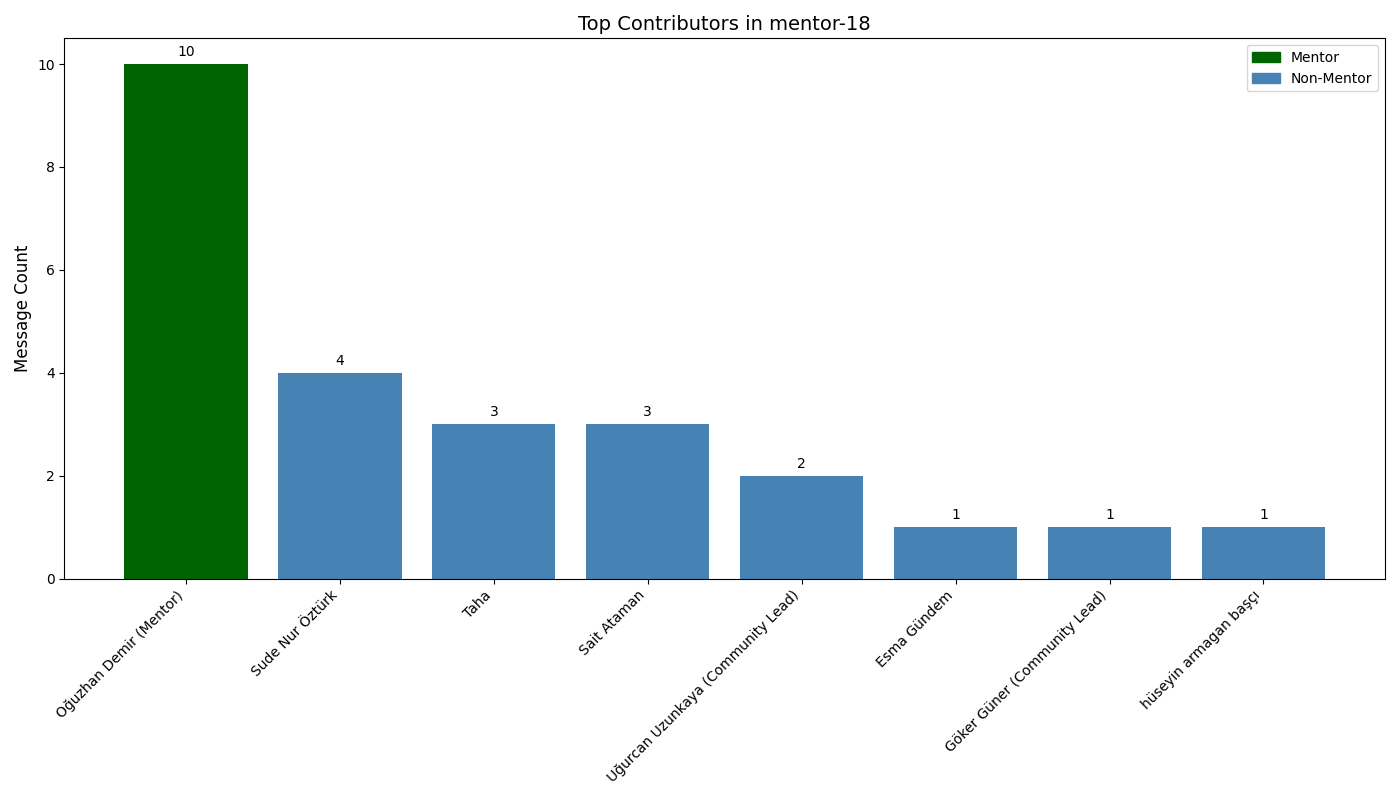 Top Contributors in mentor-18
Mentor
Non-Mentor
Message Count
10
8
6
4
2
0
10
4
3
3
2
1
1
1
Oğuzhan Demir (Mentor)
Sude Nur Öztürk
Taha
Sait Ataman
Uğurcan Uzunkaya (Community Lead)
Esma Gündem
Göker Güner (Community Lead)
hüseyin armagan başçı